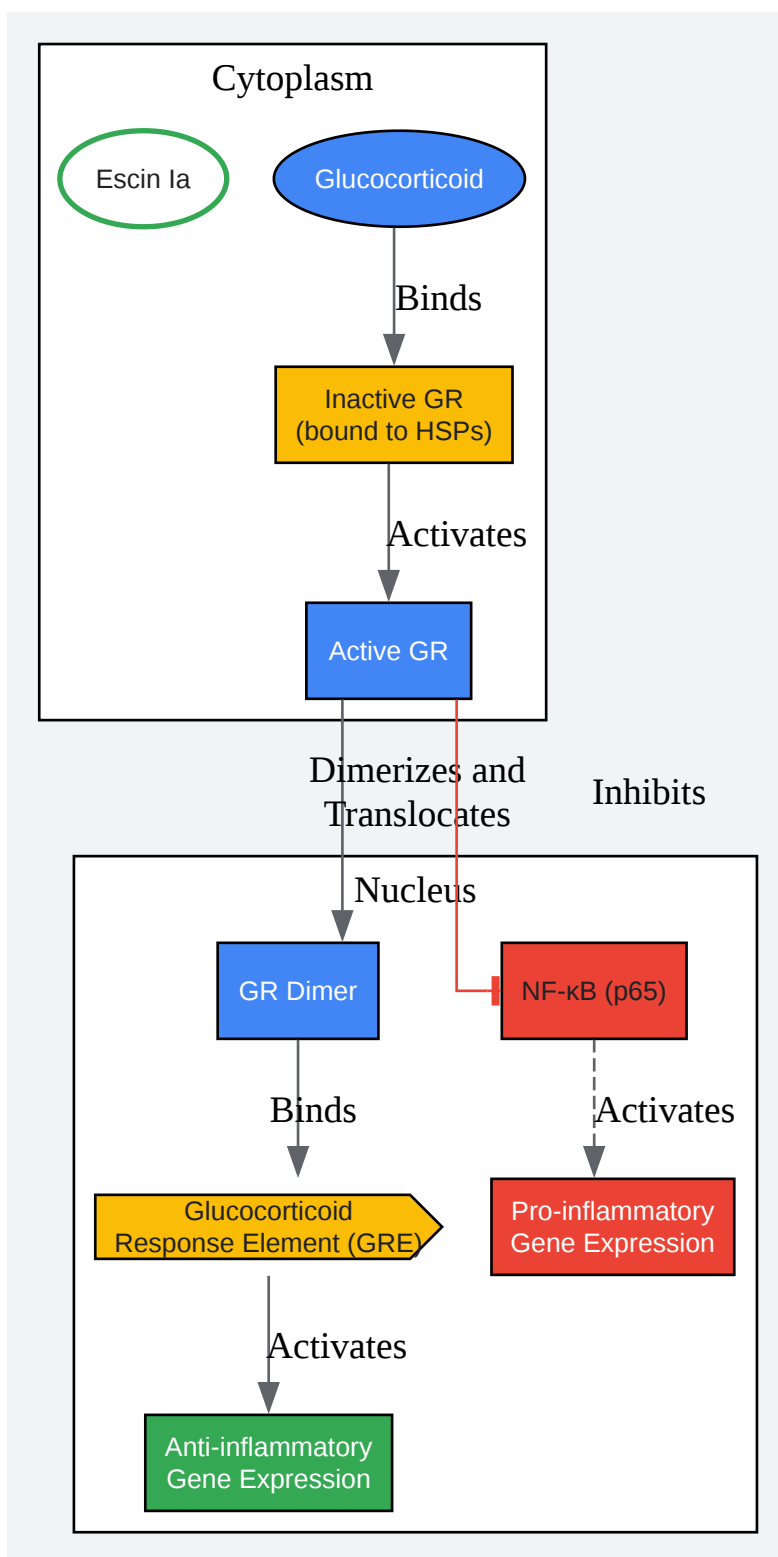 Cytoplasm
Escin Ia
Glucocorticoid
Binds
Inactive GR
(bound to HSPs)
Activates
Active GR
Dimerizes and
Translocates
Inhibits
Nucleus
GR Dimer
NF-κB (p65)
Binds
Activates
Glucocorticoid
Response Element (GRE)
Pro-inflammatory
Gene Expression
Activates
Anti-inflammatory
Gene Expression